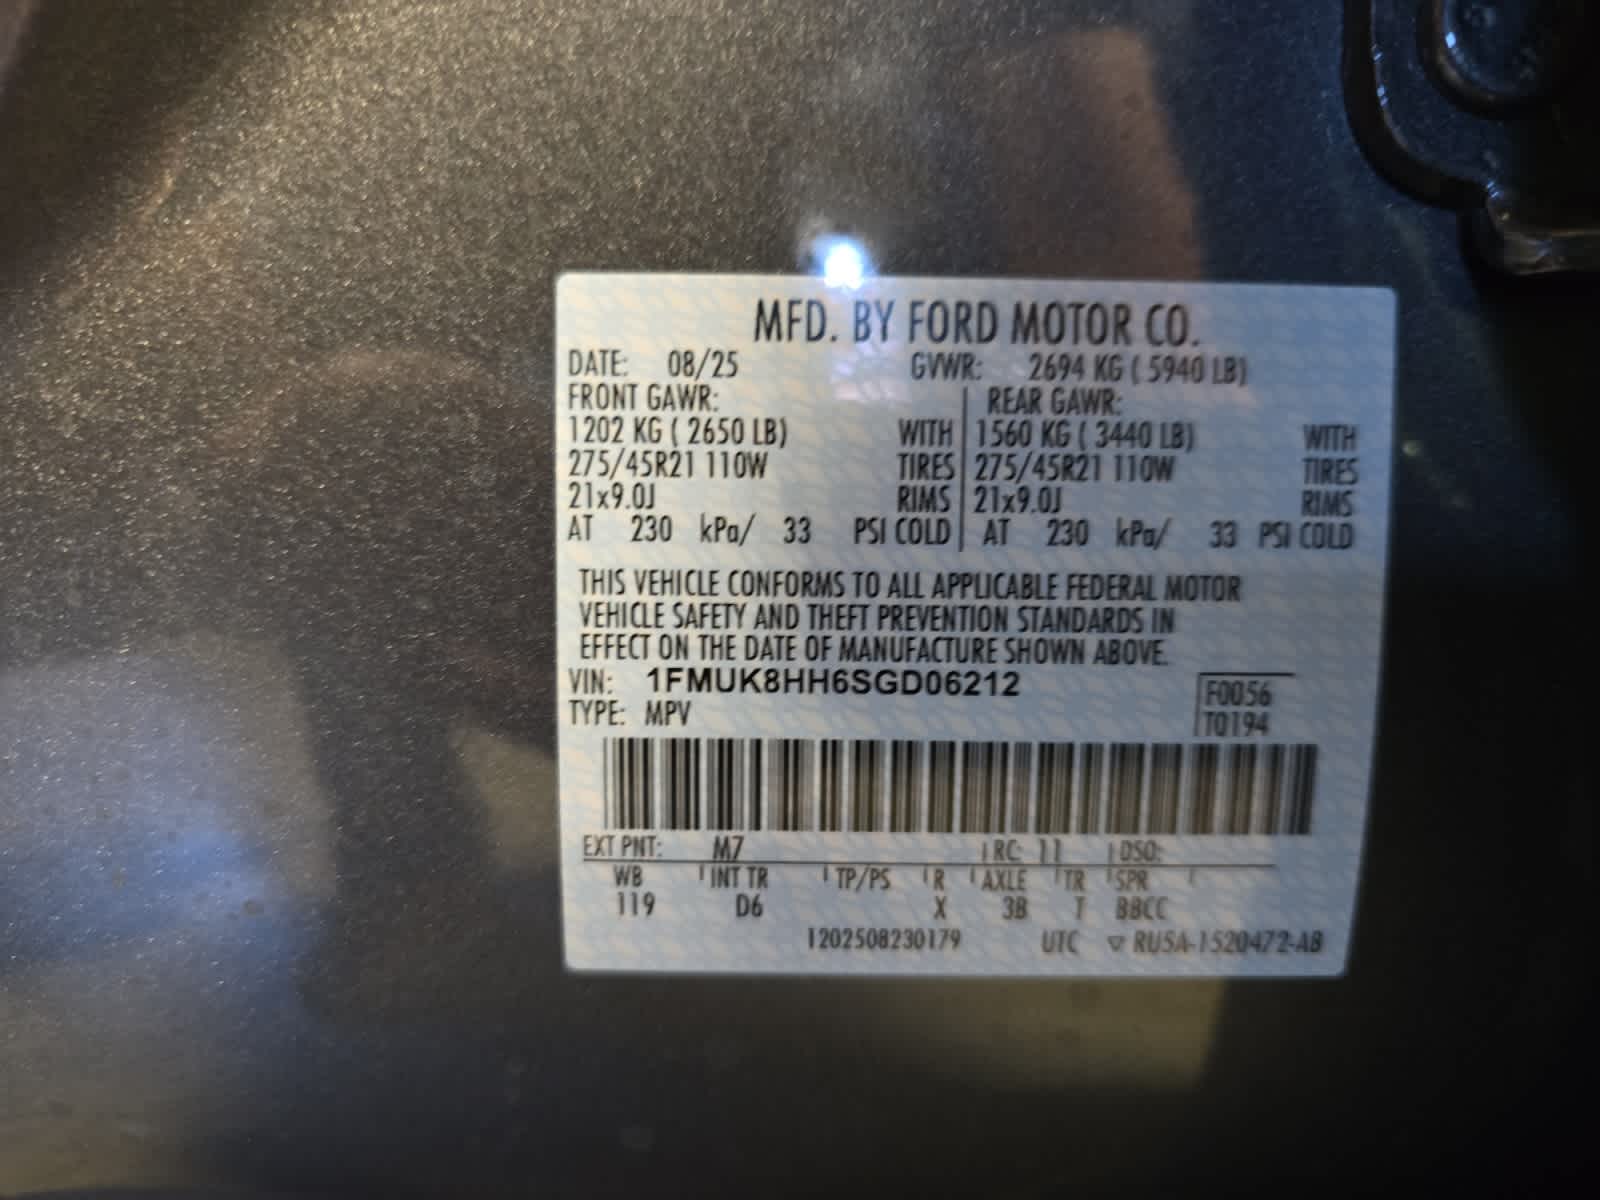 MFD. BY FORD MOTOR CO.
DATE: 08/25 GVWR: 2694 KG ( 5940 LB)
FRONT GAWR: REAR GAWR:
1202 KG ( 2650 LB) WITH 1560 KG ( 3440 LB) WITH
275/45R21 110W TIRES 275/45R21 110W TIRES
21x9.0J RIMS 21x9.0J RIMS
AT 230 kPa/ 33 PSI COLD AT 230 kPa/ 33 PSI COLD
THIS VEHICLE CONFORMS TO ALL APPLICABLE FEDERAL MOTOR
VEHICLE SAFETY AND THEFT PREVENTION STANDARDS IN
EFFECT ON THE DATE OF MANUFACTURE SHOWN ABOVE.
VIN: 1FMUK8HH6SGD06212
F0056
TYPE: MPV
T0194
EXT PNT: M7 RC: 11 DSO:
WB INT TR TP/PS R AXLE TR SPR
119 D6 X 3B T BBCC
1202508230179 UTC ▽ RU5A-1520472-AB